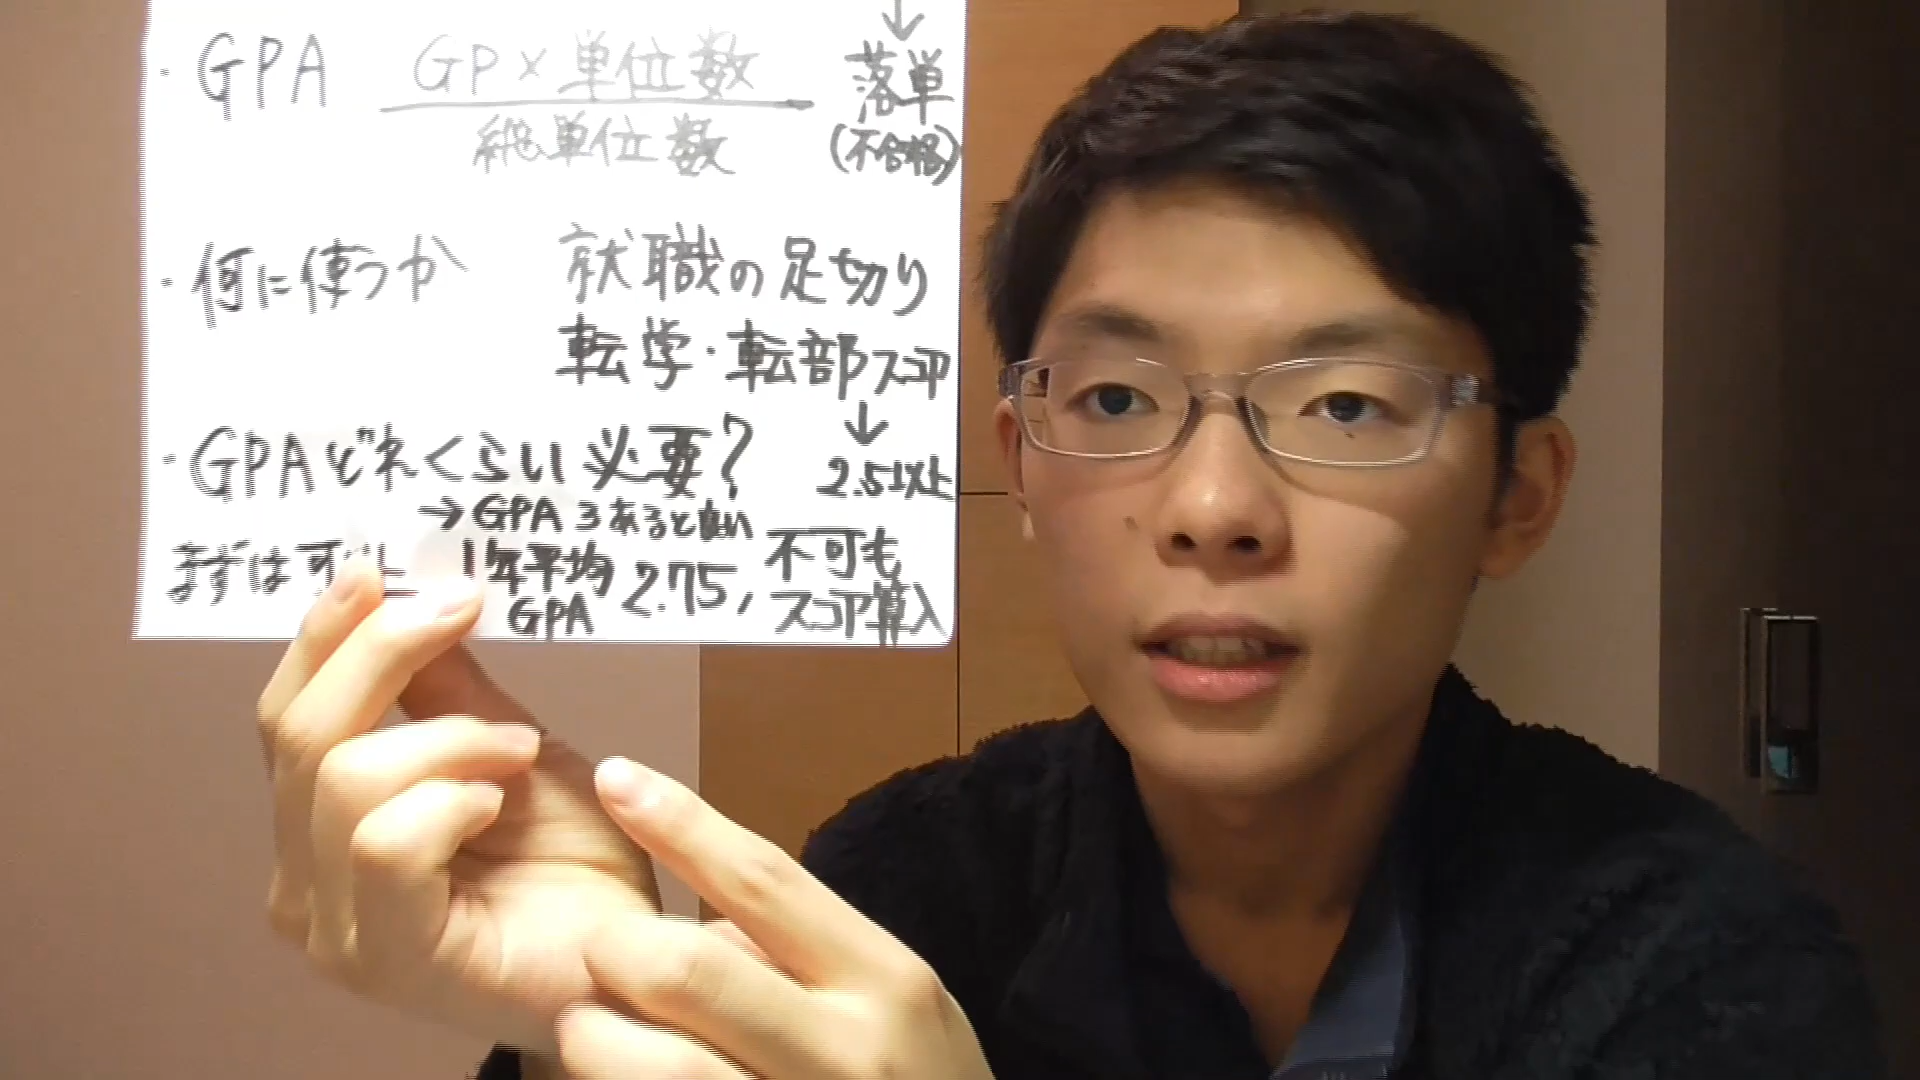 ・GPA GP×単位数
総単位数
↓
落単
(不合格)
・何に使うか 就職の足切り
転学・転部スコア
↓
2.5以上
・GPAどれくらい必要?
→GPA 3あると良い
まずは 1年平均 2.75, 不可も
GPA スコア算入